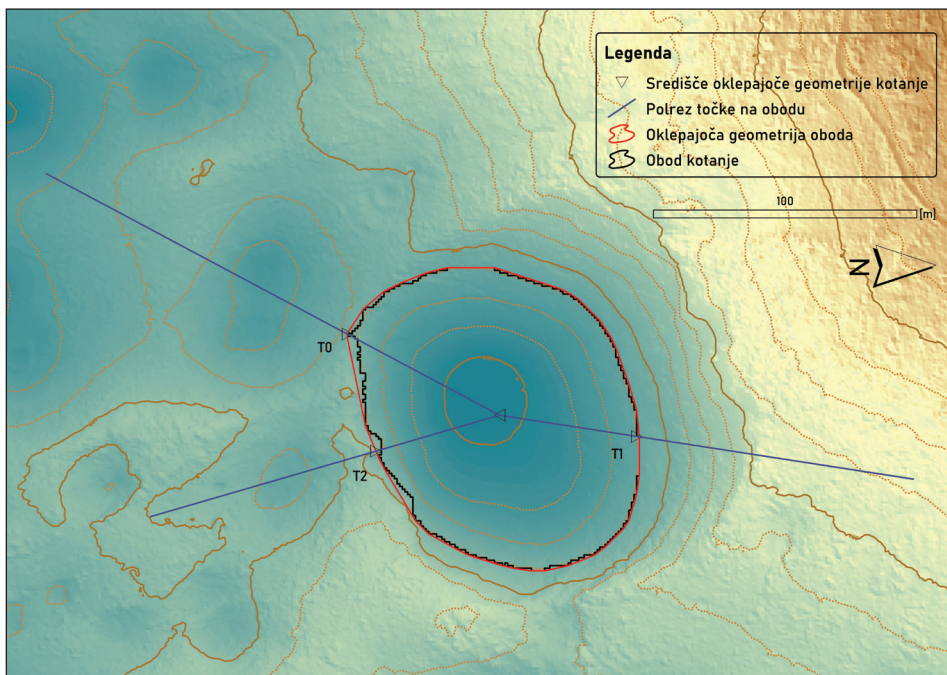 Legenda
Središče oklepajoče geometrije kotanje
Polrez točke na obodu
Oklepajoča geometrija oboda
Obod kotanje
100
[m]
N
T0
T1
T2